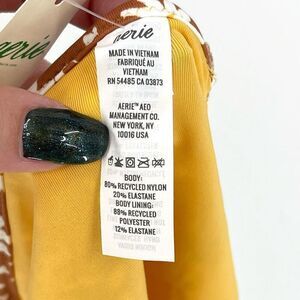 aerie
MADE IN VIETNAM
FABRIQUÉ AU
VIETNAM
RN 54485 CA 03873
AERIE™ AEO
MANAGEMENT CO.
NEW YORK, NY
10016 USA
BODY:
80% RECYCLED NYLON
20% ELASTANE
BODY LINING:
88% RECYCLED
POLYESTER
12% ELASTANE